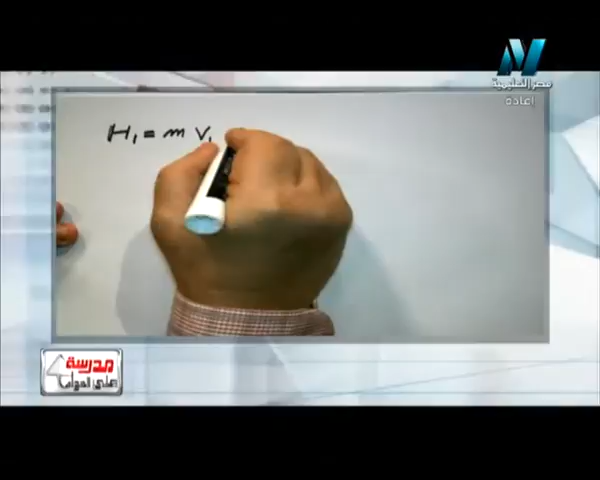 مصر التعليمية
إعادة
H₁ = m v₁
مدرسة
على الهواء